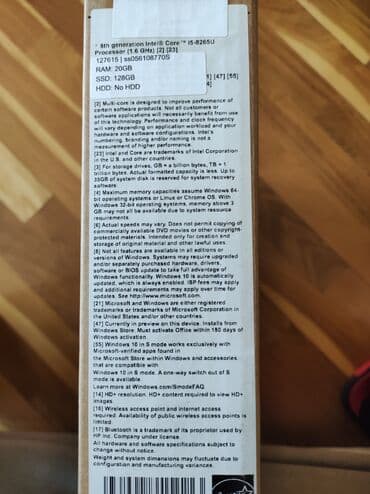 8th generation Intel® Core™ i5-8265U
Processor (1.6 GHz) [2] [23]
127615 | ss056108770S
RAM: 20GB
SSD: 128GB
HDD: No HDD
[47] [55]
[2] Multi-core is designed to improve performance of
certain software products. Not all customers or
software applications will necessarily benefit from use
of this technology. Performance and clock frequency
will vary depending on application workload and your
hardware and software configurations. Intel's
numbering, branding and/or naming is not a
measurement of higher performance.
[23] Intel and Core are trademarks of Intel Corporation
in the U.S. and other countries.
[3] For storage drives, GB = a billion bytes, TB = 1
trillion bytes. Actual formatted capacity is less. Up to
35GB of system disk is reserved for system recovery
software.
[4] Maximum memory capacities assume Windows 64-
bit operating systems or Linux or Chrome OS. With
Windows 32-bit operating systems, memory above 3
GB may not all be available due to system resource
requirements.
[6] Actual speeds may vary. Does not permit copying of
commercially available DVD movies or other copyright-
protected materials. Intended only for creation and
storage of original material and other lawful uses.
[8] Not all features are available in all editions or
versions of Windows. Systems may require upgraded
and/or separately purchased hardware, drivers,
software or BIOS update to take full advantage of
Windows functionality. Windows 10 is automatically
updated, which is always enabled. ISP fees may apply
and additional requirements may apply over time for
updates. See http://www.microsoft.com.
[21] Microsoft and Windows are either registered
trademarks or trademarks of Microsoft Corporation in
the United States and/or other countries.
[47] Currently in preview on this device. Installs from
Windows Store. Must activate Office within 180 days of
Windows activation.
[55] Windows 10 in S mode works exclusively with
Microsoft-verified apps found in
the Microsoft Store within Windows and accessories
that are compatible with
Windows 10 in S mode. A one-way switch out of S
mode is available.
Learn more at Windows.com/SmodeFAQ
[14] HD+ resolution. HD+ content required to view HD+
images.
[16] Wireless access point and internet access
required. Availability of public wireless access points is
limited.
[17] Bluetooth is a trademark of its proprietor used by
HP Inc. Company under license.
All hardware and software specifications subject to
change without notice.
Weight and system dimensions may fluctuate due to
configuration and manufacturing variances.